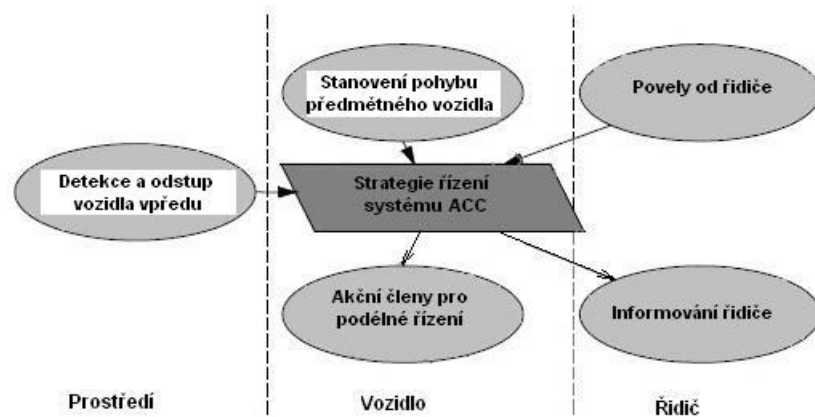 Stanovení pohybu
předmětného vozidla
Povely od řidiče
Detekce a odstup
vozidla vpředu
Strategie řízení
systému ACC
Akční členy pro
podélné řízení
Informování řidiče
Prostředí
Vozidlo
Řidič